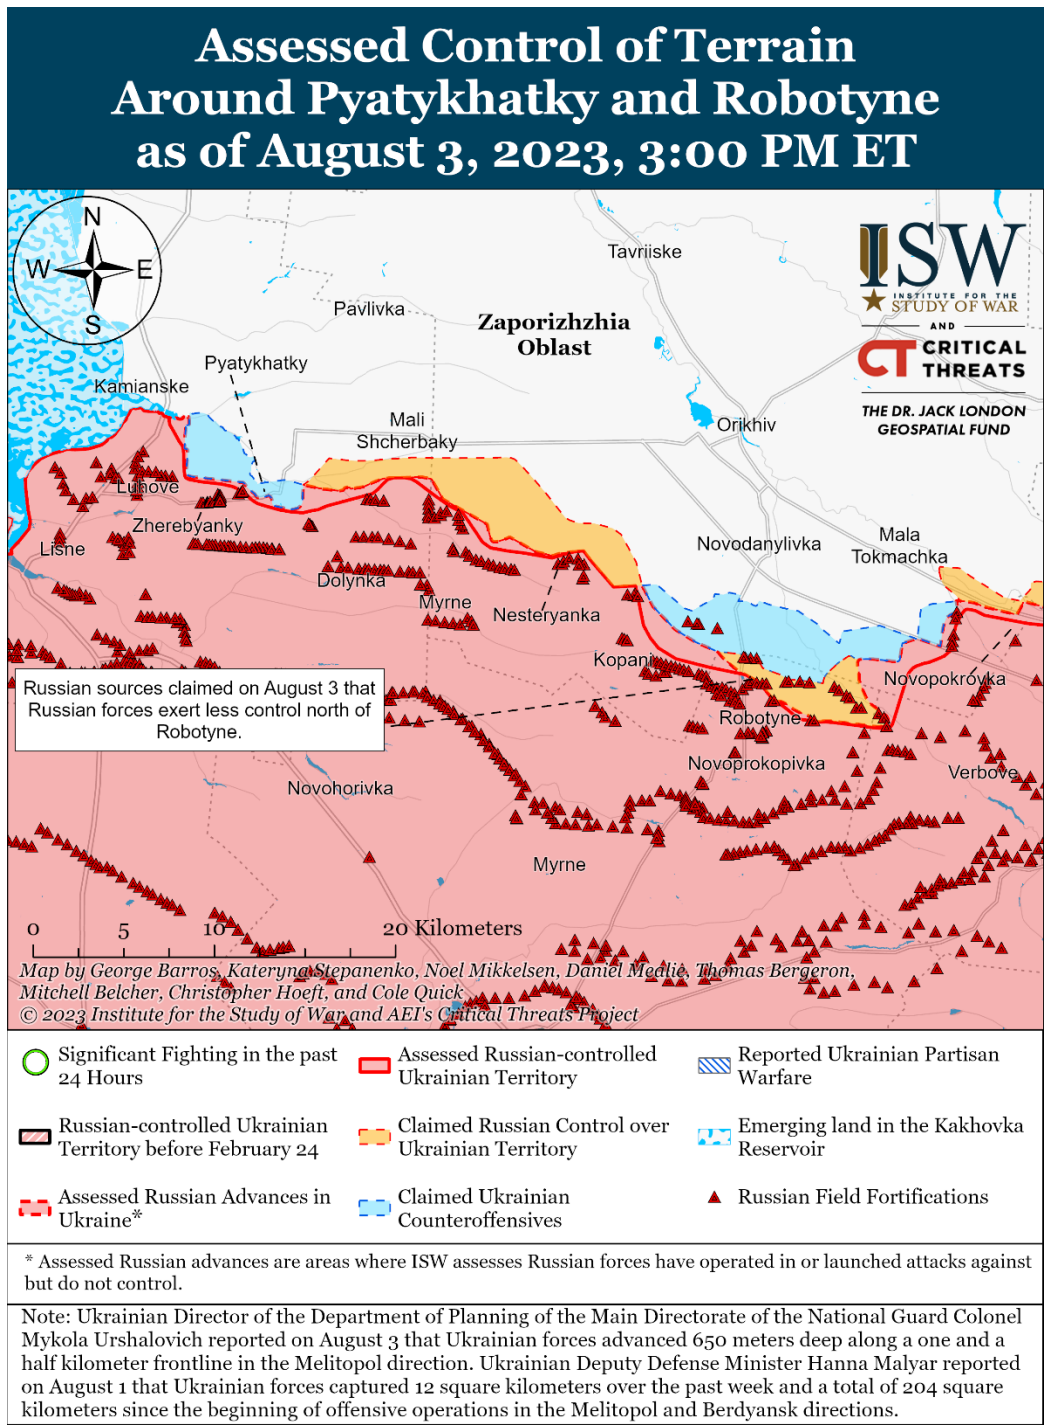 Assessed Control of Terrain
Around Pyatykhatky and Robotyne
as of August 3, 2023, 3:00 PM ET
N
W
E
S
Tavriiske
ISW
INSTITUTE FOR THE
STUDY OF WAR
AND
CT CRITICAL
THREATS
THE DR. JACK LONDON
GEOSPATIAL FUND
Pavlivka
Zaporizhzhia
Oblast
Pyatykhatky
Kamianske
Mali
Shcherbaky
Orikhiv
Luhove
Zherebyanky
Lisne
Novodanylivka
Mala
Tokmachka
Dolynka
Myrne
Nesteryanka
Kopani
Novopokrovka
Russian sources claimed on August 3 that
Russian forces exert less control north of
Robotyne.
Robotyne
Novoprokopivka
Verbove
Novohorivka
Myrne
0 5 10 20 Kilometers
Map by George Barros, Kateryna Stepanenko, Noel Mikkelsen, Daniel Mealie, Thomas Bergeron,
Mitchell Belcher, Christopher Hoeft, and Cole Quick
© 2023 Institute for the Study of War and AEI's Critical Threats Project
Significant Fighting in the past
24 Hours
Assessed Russian-controlled
Ukrainian Territory
Reported Ukrainian Partisan
Warfare
Russian-controlled Ukrainian
Territory before February 24
Claimed Russian Control over
Ukrainian Territory
Emerging land in the Kakhovka
Reservoir
Assessed Russian Advances in
Ukraine*
Claimed Ukrainian
Counteroffensives
Russian Field Fortifications
* Assessed Russian advances are areas where ISW assesses Russian forces have operated in or launched attacks against
but do not control.
Note: Ukrainian Director of the Department of Planning of the Main Directorate of the National Guard Colonel
Mykola Urshalovich reported on August 3 that Ukrainian forces advanced 650 meters deep along a one and a
half kilometer frontline in the Melitopol direction. Ukrainian Deputy Defense Minister Hanna Malyar reported
on August 1 that Ukrainian forces captured 12 square kilometers over the past week and a total of 204 square
kilometers since the beginning of offensive operations in the Melitopol and Berdyansk directions.